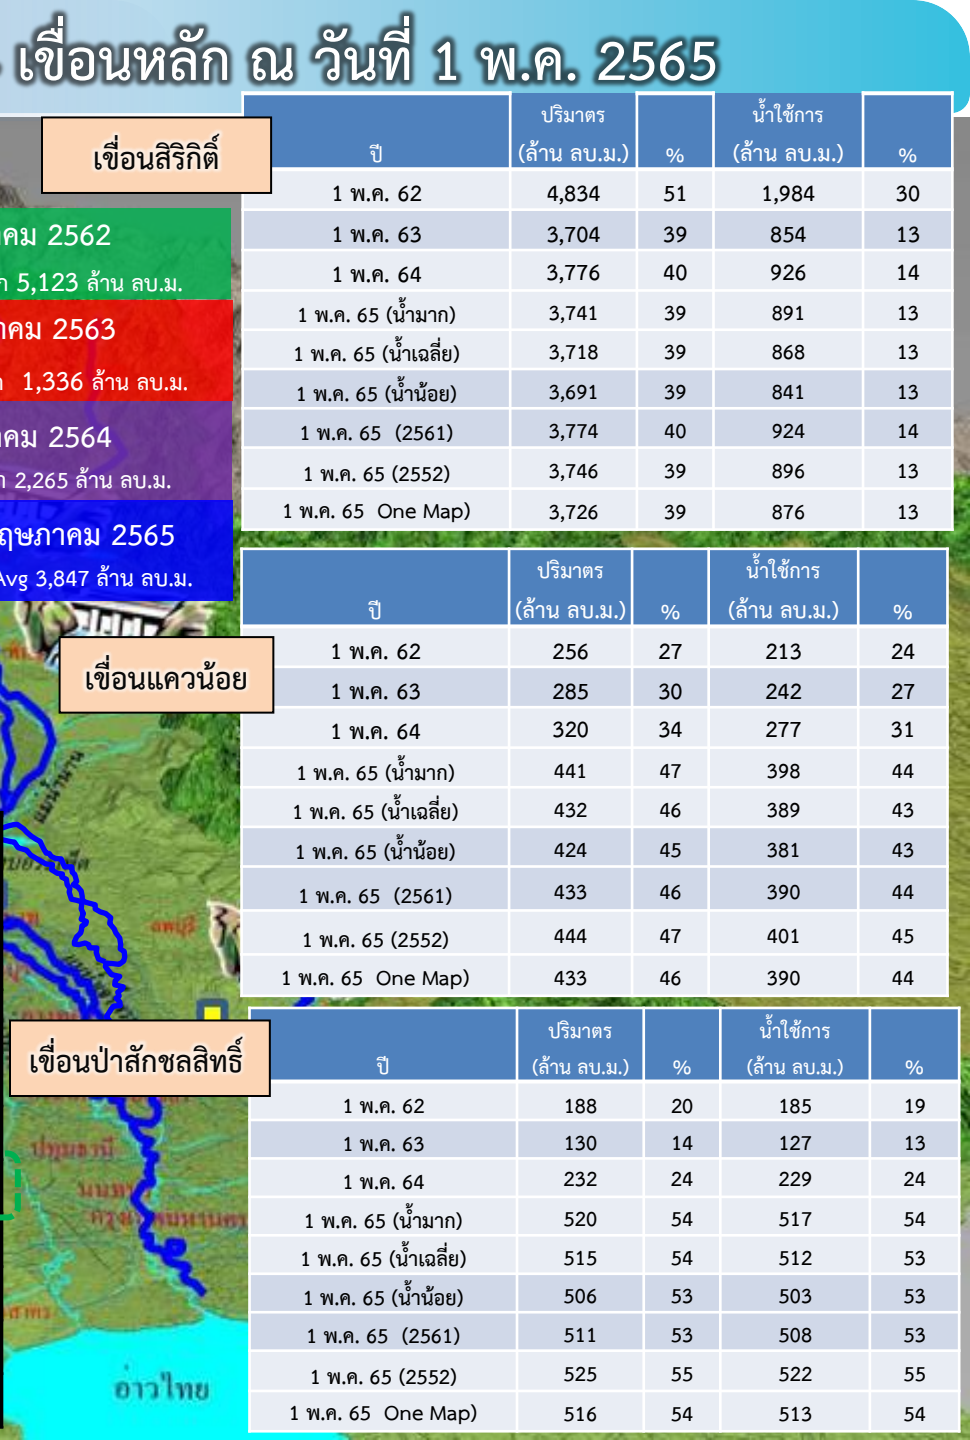 เขื่อนหลัก ณ วันที่ 1 พ.ค. 2565
เขื่อนสิริกิติ์
ปี ปริมาตร (ล้าน ลบ.ม.) % น้ำใช้การ (ล้าน ลบ.ม.) %
1 พ.ค. 62 4,834 51 1,984 30
1 พ.ค. 63 3,704 39 854 13
1 พ.ค. 64 3,776 40 926 14
1 พ.ค. 65 (น้ำมาก) 3,741 39 891 13
1 พ.ค. 65 (น้ำเฉลี่ย) 3,718 39 868 13
1 พ.ค. 65 (น้ำน้อย) 3,691 39 841 13
1 พ.ค. 65 (2561) 3,774 40 924 14
1 พ.ค. 65 (2552) 3,746 39 896 13
1 พ.ค. 65 One Map) 3,726 39 876 13
าคม 2562
5,123 ล้าน ลบ.ม.
าคม 2563
1,336 ล้าน ลบ.ม.
าคม 2564
2,265 ล้าน ลบ.ม.
ฤษภาคม 2565
Avg 3,847 ล้าน ลบ.ม.
เขื่อนแควน้อย
ปี ปริมาตร (ล้าน ลบ.ม.) % น้ำใช้การ (ล้าน ลบ.ม.) %
1 พ.ค. 62 256 27 213 24
1 พ.ค. 63 285 30 242 27
1 พ.ค. 64 320 34 277 31
1 พ.ค. 65 (น้ำมาก) 441 47 398 44
1 พ.ค. 65 (น้ำเฉลี่ย) 432 46 389 43
1 พ.ค. 65 (น้ำน้อย) 424 45 381 43
1 พ.ค. 65 (2561) 433 46 390 44
1 พ.ค. 65 (2552) 444 47 401 45
1 พ.ค. 65 One Map) 433 46 390 44
แม่น้ำน่าน
ลพบุรี
เขื่อนป่าสักชลสิทธิ์
ปี ปริมาตร (ล้าน ลบ.ม.) % น้ำใช้การ (ล้าน ลบ.ม.) %
1 พ.ค. 62 188 20 185 19
1 พ.ค. 63 130 14 127 13
1 พ.ค. 64 232 24 229 24
1 พ.ค. 65 (น้ำมาก) 520 54 517 54
1 พ.ค. 65 (น้ำเฉลี่ย) 515 54 512 53
1 พ.ค. 65 (น้ำน้อย) 506 53 503 53
1 พ.ค. 65 (2561) 511 53 508 53
1 พ.ค. 65 (2552) 525 55 522 55
1 พ.ค. 65 One Map) 516 54 513 54
ปทุมธานี
อ่าวไทย